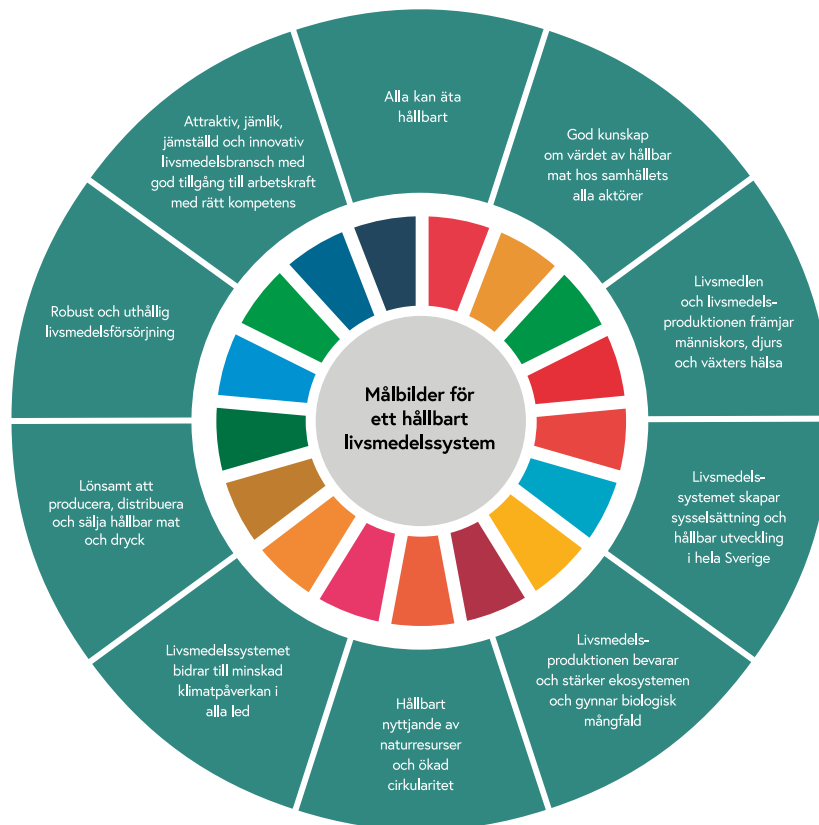 Alla kan äta
hållbart
God kunskap
om värdet av hållbar
mat hos samhällets
alla aktörer
Livsmedlen
och livsmedels-
produktionen främjar
människors, djurs
och växters hälsa
Livsmedels-
systemet skapar
sysselsättning och
hållbar utveckling
i hela Sverige
Livsmedels-
produktionen bevarar
och stärker ekosystemen
och gynnar biologisk
mångfald
Hållbart
nyttjande av
naturresurser
och ökad
cirkularitet
Livsmedelssystemet
bidrar till minskad
klimatpåverkan i
alla led
Lönsamt att
producera, distribuera
och sälja hållbar mat
och dryck
Robust och uthållig
livsmedelsförsörjning
Attraktiv, jämlik,
jämställd och innovativ
livsmedelsbransch med
god tillgång till arbetskraft
med rätt kompetens
Målbilder för
ett hållbart
livsmedelssystem